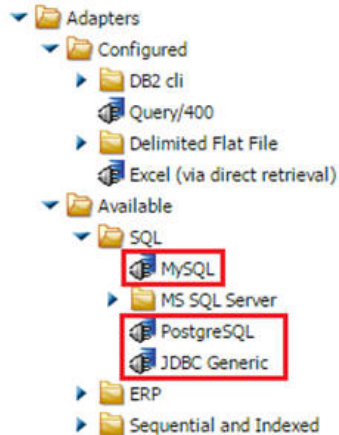 Adapters
Configured
DB2 cli
Query/400
Delimited Flat File
Excel (via direct retrieval)
Available
SQL
MySQL
MS SQL Server
PostgreSQL
JDBC Generic
ERP
Sequential and Indexed